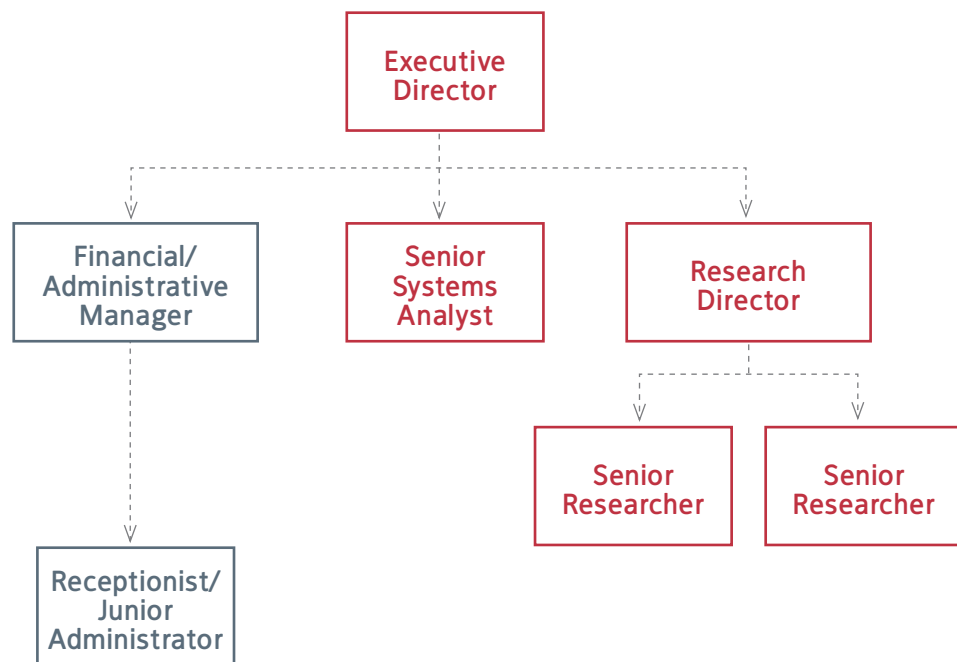 Executive
Director
Financial/
Administrative
Manager
Senior
Systems
Analyst
Research
Director
Senior
Researcher
Senior
Researcher
Receptionist/
Junior
Administrator